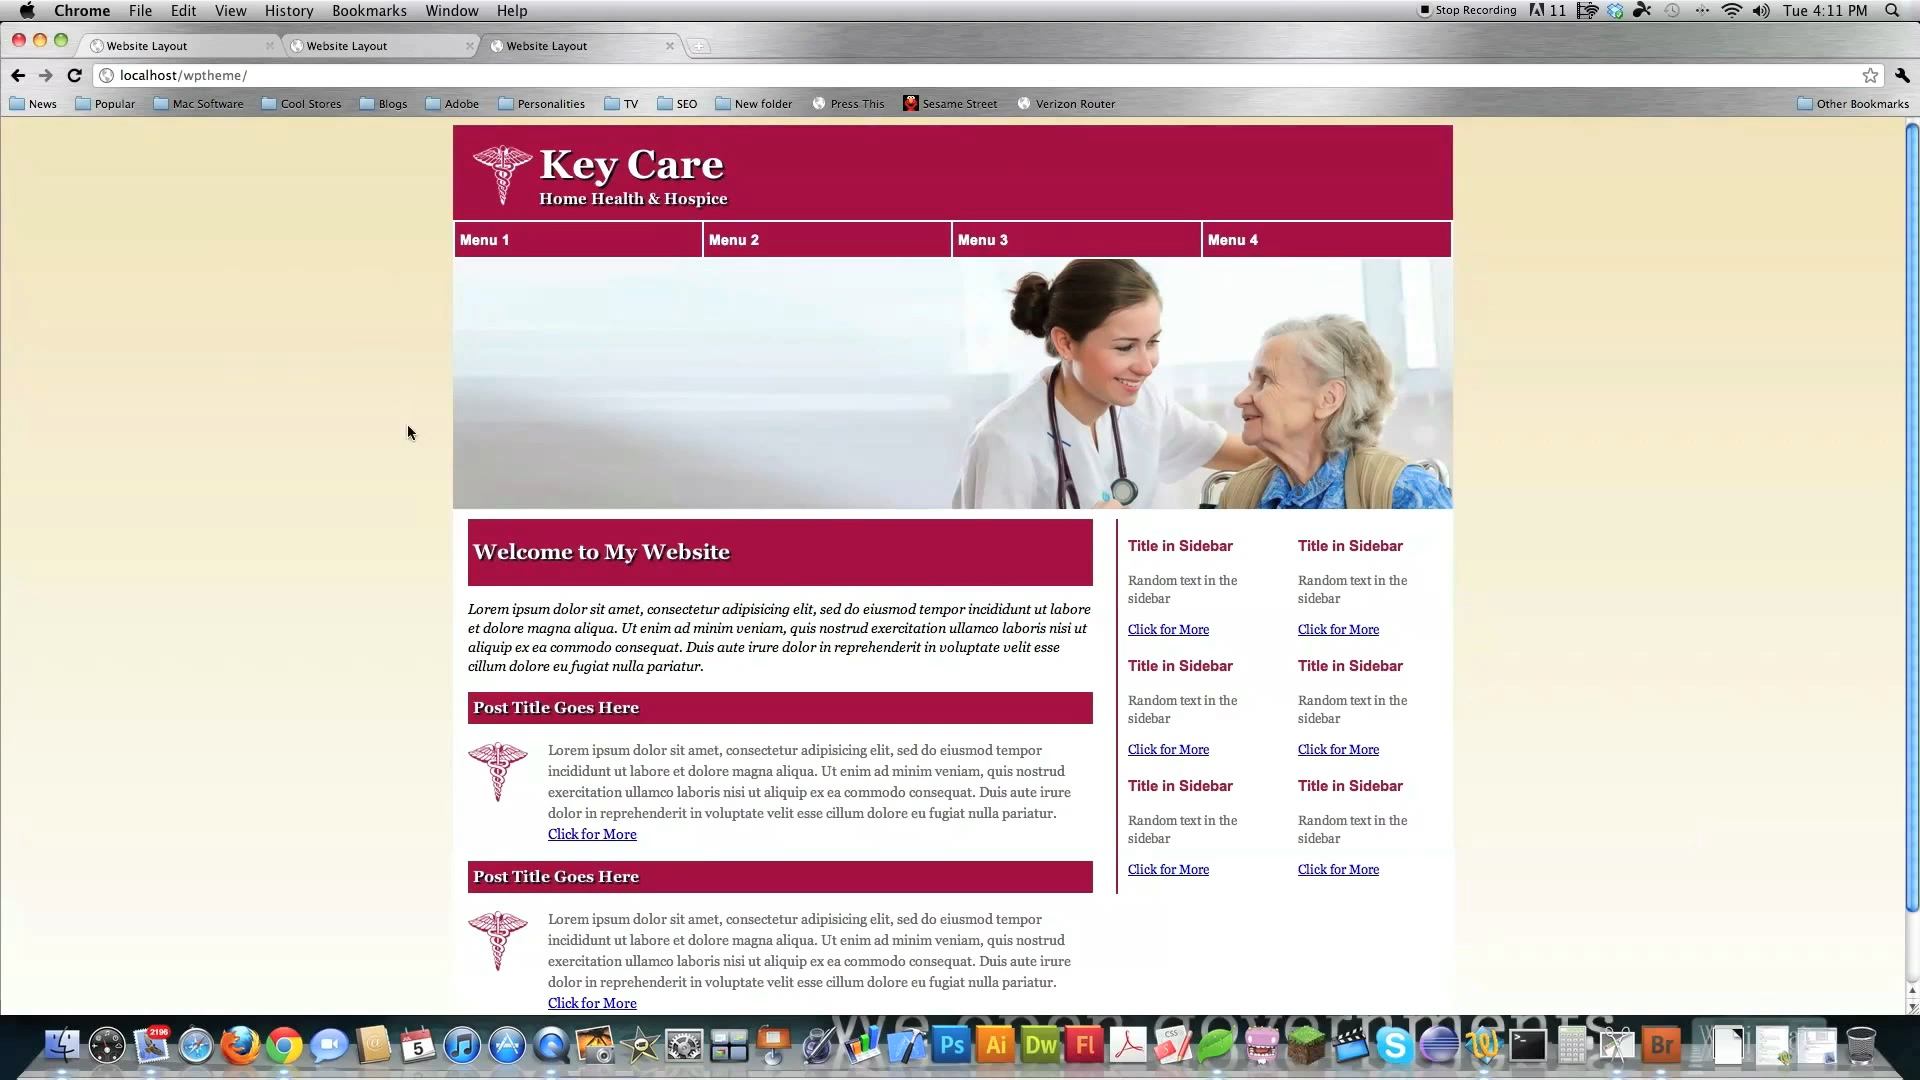 Chrome File Edit View History Bookmarks Window Help Stop Recording 11 Tue 4:11 PM
Website Layout Website Layout Website Layout
localhost/wptheme/
News Popular Mac Software Cool Stores Blogs Adobe Personalities TV SEO New folder Press This Sesame Street Verizon Router Other Bookmarks
Key Care
Home Health & Hospice
Menu 1 Menu 2 Menu 3 Menu 4
Welcome to My Website
Lorem ipsum dolor sit amet, consectetur adipisicing elit, sed do eiusmod tempor incididunt ut labore
et dolore magna aliqua. Ut enim ad minim veniam, quis nostrud exercitation ullamco laboris nisi ut
aliquip ex ea commodo consequat. Duis aute irure dolor in reprehenderit in voluptate velit esse
cillum dolore eu fugiat nulla pariatur.
Post Title Goes Here
Lorem ipsum dolor sit amet, consectetur adipisicing elit, sed do eiusmod tempor
incididunt ut labore et dolore magna aliqua. Ut enim ad minim veniam, quis nostrud
exercitation ullamco laboris nisi ut aliquip ex ea commodo consequat. Duis aute irure
dolor in reprehenderit in voluptate velit esse cillum dolore eu fugiat nulla pariatur.
Click for More
Post Title Goes Here
Lorem ipsum dolor sit amet, consectetur adipisicing elit, sed do eiusmod tempor
incididunt ut labore et dolore magna aliqua. Ut enim ad minim veniam, quis nostrud
exercitation ullamco laboris nisi ut aliquip ex ea commodo consequat. Duis aute irure
dolor in reprehenderit in voluptate velit esse cillum dolore eu fugiat nulla pariatur.
Click for More
Title in Sidebar Title in Sidebar
Random text in the Random text in the
sidebar sidebar
Click for More Click for More
Title in Sidebar Title in Sidebar
Random text in the Random text in the
sidebar sidebar
Click for More Click for More
Title in Sidebar Title in Sidebar
Random text in the Random text in the
sidebar sidebar
Click for More Click for More
we open governments
2196 5 Ps Ai Dw Fl Br